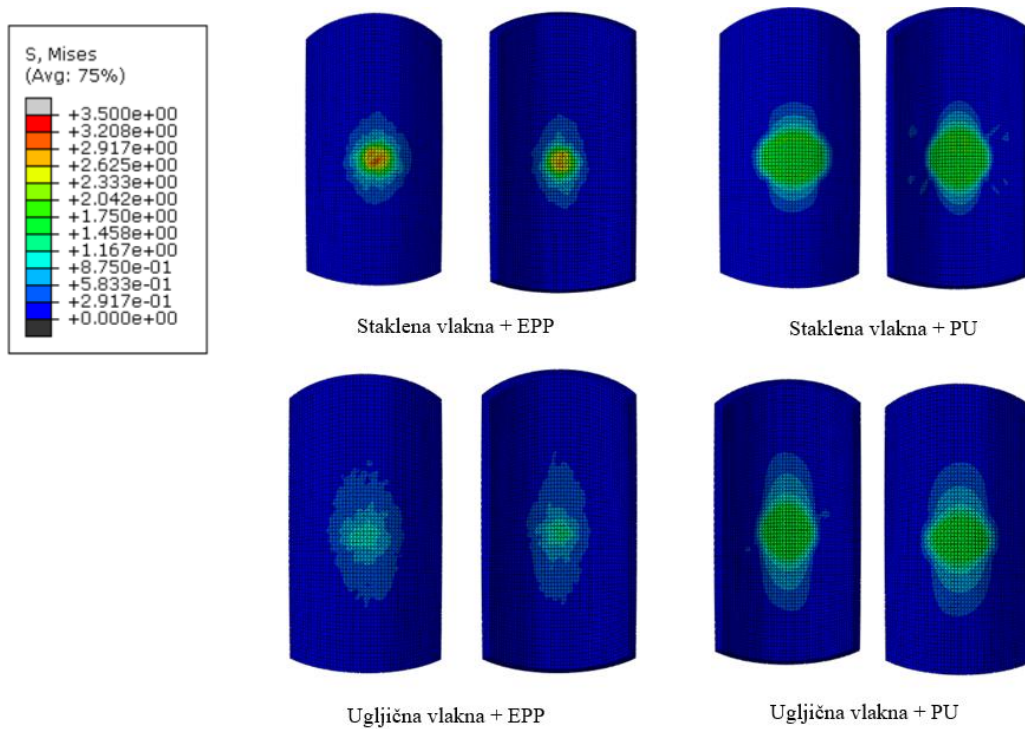 S, Mises
(Avg: 75%)
+3.500e+00
+3.208e+00
+2.917e+00
+2.625e+00
+2.333e+00
+2.042e+00
+1.750e+00
+1.458e+00
+1.167e+00
+8.750e-01
+5.833e-01
+2.917e-01
+0.000e+00
Staklena vlakna + EPP
Staklena vlakna + PU
Ugljična vlakna + EPP
Ugljična vlakna + PU